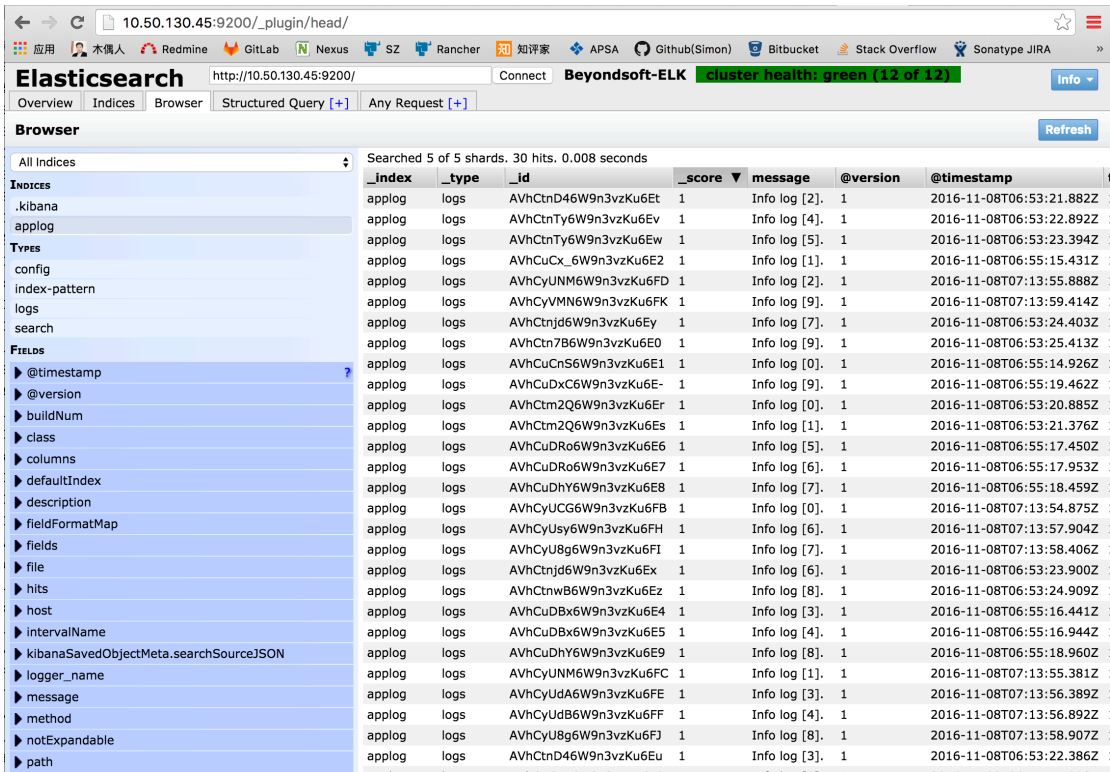 10.50.130.45:9200/_plugin/head/
应用 木偶人 Redmine GitLab Nexus SZ Rancher 知 知评家 APSA Github(Simon) Bitbucket Stack Overflow Sonatype JIRA »
Elasticsearch http://10.50.130.45:9200/ Connect Beyondsoft-ELK cluster health: green (12 of 12) Info
Overview Indices Browser Structured Query [+] Any Request [+]
Browser Refresh
All Indices
Indices
.kibana
applog
Types
config
index-pattern
logs
search
Fields
@timestamp ?
@version
buildNum
class
columns
defaultIndex
description
fieldFormatMap
fields
file
hits
host
intervalName
kibanaSavedObjectMeta.searchSourceJSON
logger_name
message
method
notExpandable
path
Searched 5 of 5 shards. 30 hits. 0.008 seconds
_index _type _id _score ▼ message @version @timestamp
applog logs AVhCtnD46W9n3vzKu6Et 1 Info log [2]. 1 2016-11-08T06:53:21.882Z
applog logs AVhCtnTy6W9n3vzKu6Ev 1 Info log [4]. 1 2016-11-08T06:53:22.892Z
applog logs AVhCtnTy6W9n3vzKu6Ew 1 Info log [5]. 1 2016-11-08T06:53:23.394Z
applog logs AVhCuCx_6W9n3vzKu6E2 1 Info log [1]. 1 2016-11-08T06:55:15.431Z
applog logs AVhCyUNM6W9n3vzKu6FD 1 Info log [2]. 1 2016-11-08T07:13:55.888Z
applog logs AVhCyVMN6W9n3vzKu6FK 1 Info log [9]. 1 2016-11-08T07:13:59.414Z
applog logs AVhCtnjd6W9n3vzKu6Ey 1 Info log [7]. 1 2016-11-08T06:53:24.403Z
applog logs AVhCtn7B6W9n3vzKu6E0 1 Info log [9]. 1 2016-11-08T06:53:25.413Z
applog logs AVhCuCnS6W9n3vzKu6E1 1 Info log [0]. 1 2016-11-08T06:55:14.926Z
applog logs AVhCuDxC6W9n3vzKu6E- 1 Info log [9]. 1 2016-11-08T06:55:19.462Z
applog logs AVhCtm2Q6W9n3vzKu6Er 1 Info log [0]. 1 2016-11-08T06:53:20.885Z
applog logs AVhCtm2Q6W9n3vzKu6Es 1 Info log [1]. 1 2016-11-08T06:53:21.376Z
applog logs AVhCuDRo6W9n3vzKu6E6 1 Info log [5]. 1 2016-11-08T06:55:17.450Z
applog logs AVhCuDRo6W9n3vzKu6E7 1 Info log [6]. 1 2016-11-08T06:55:17.953Z
applog logs AVhCuDhY6W9n3vzKu6E8 1 Info log [7]. 1 2016-11-08T06:55:18.459Z
applog logs AVhCyUCG6W9n3vzKu6FB 1 Info log [0]. 1 2016-11-08T07:13:54.875Z
applog logs AVhCyUsy6W9n3vzKu6FH 1 Info log [6]. 1 2016-11-08T07:13:57.904Z
applog logs AVhCyU8g6W9n3vzKu6FI 1 Info log [7]. 1 2016-11-08T07:13:58.406Z
applog logs AVhCtnjd6W9n3vzKu6Ex 1 Info log [6]. 1 2016-11-08T06:53:23.900Z
applog logs AVhCtnwB6W9n3vzKu6Ez 1 Info log [8]. 1 2016-11-08T06:53:24.909Z
applog logs AVhCuDBx6W9n3vzKu6E4 1 Info log [3]. 1 2016-11-08T06:55:16.441Z
applog logs AVhCuDBx6W9n3vzKu6E5 1 Info log [4]. 1 2016-11-08T06:55:16.944Z
applog logs AVhCuDhY6W9n3vzKu6E9 1 Info log [8]. 1 2016-11-08T06:55:18.960Z
applog logs AVhCyUNM6W9n3vzKu6FC 1 Info log [1]. 1 2016-11-08T07:13:55.381Z
applog logs AVhCyUdA6W9n3vzKu6FE 1 Info log [3]. 1 2016-11-08T07:13:56.389Z
applog logs AVhCyUdB6W9n3vzKu6FF 1 Info log [4]. 1 2016-11-08T07:13:56.892Z
applog logs AVhCyU8g6W9n3vzKu6FJ 1 Info log [8]. 1 2016-11-08T07:13:58.907Z
applog logs AVhCtnD46W9n3vzKu6Eu 1 Info log [3]. 1 2016-11-08T06:53:22.386Z